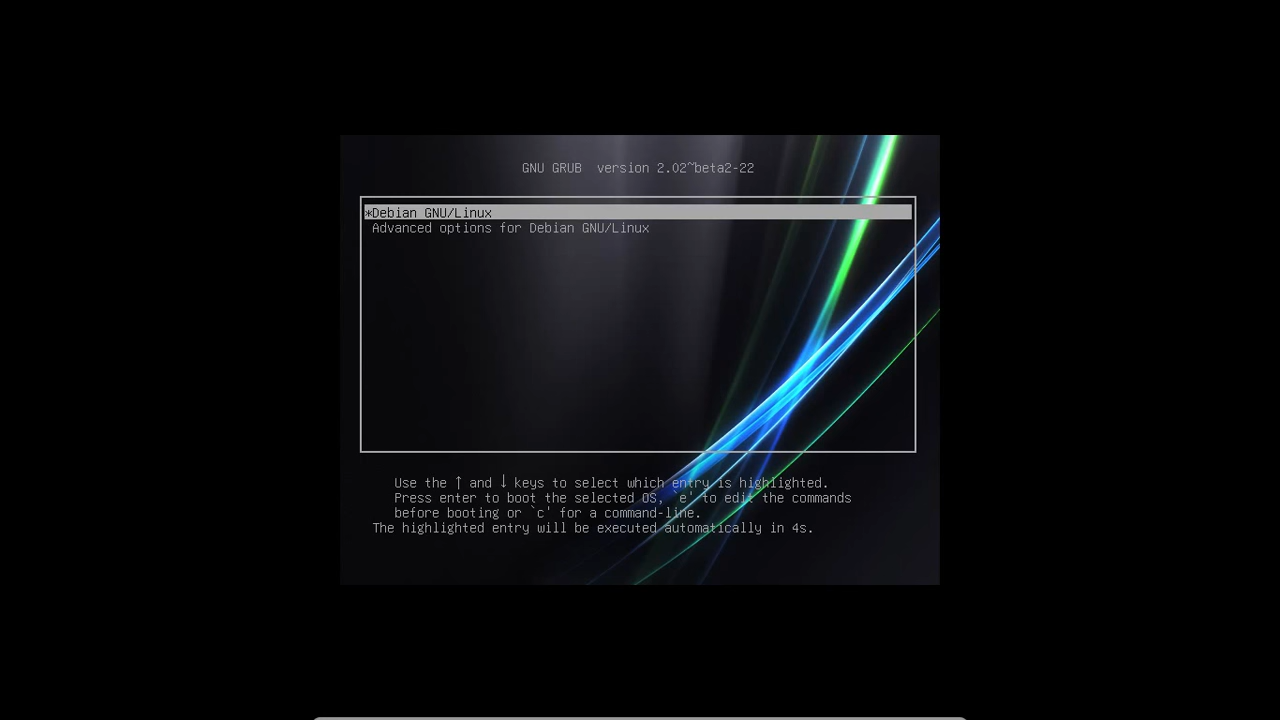 GNU GRUB  version 2.02~beta2-22
*Debian GNU/Linux
Advanced options for Debian GNU/Linux
Use the ↑ and ↓ keys to select which entry is highlighted.
Press enter to boot the selected OS, `e' to edit the commands
before booting or `c' for a command-line.
The highlighted entry will be executed automatically in 4s.